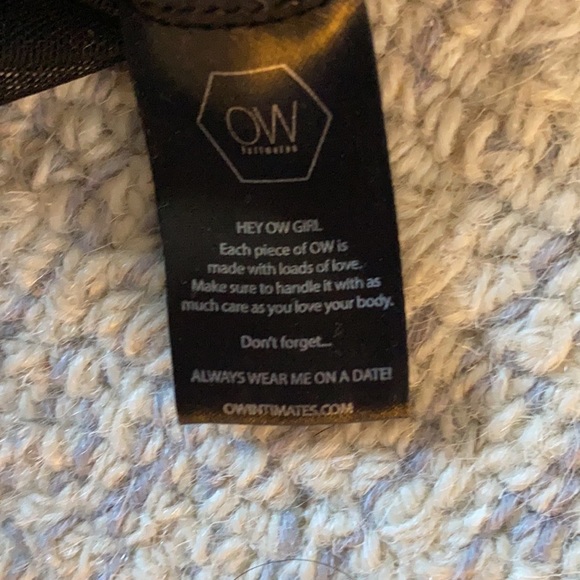 OW
intimates
HEY OW GIRL
Each piece of OW is
made with loads of love.
Make sure to handle it with as
much care as you love your body.
Don't forget...
ALWAYS WEAR ME ON A DATE!
OWINTIMATES.COM